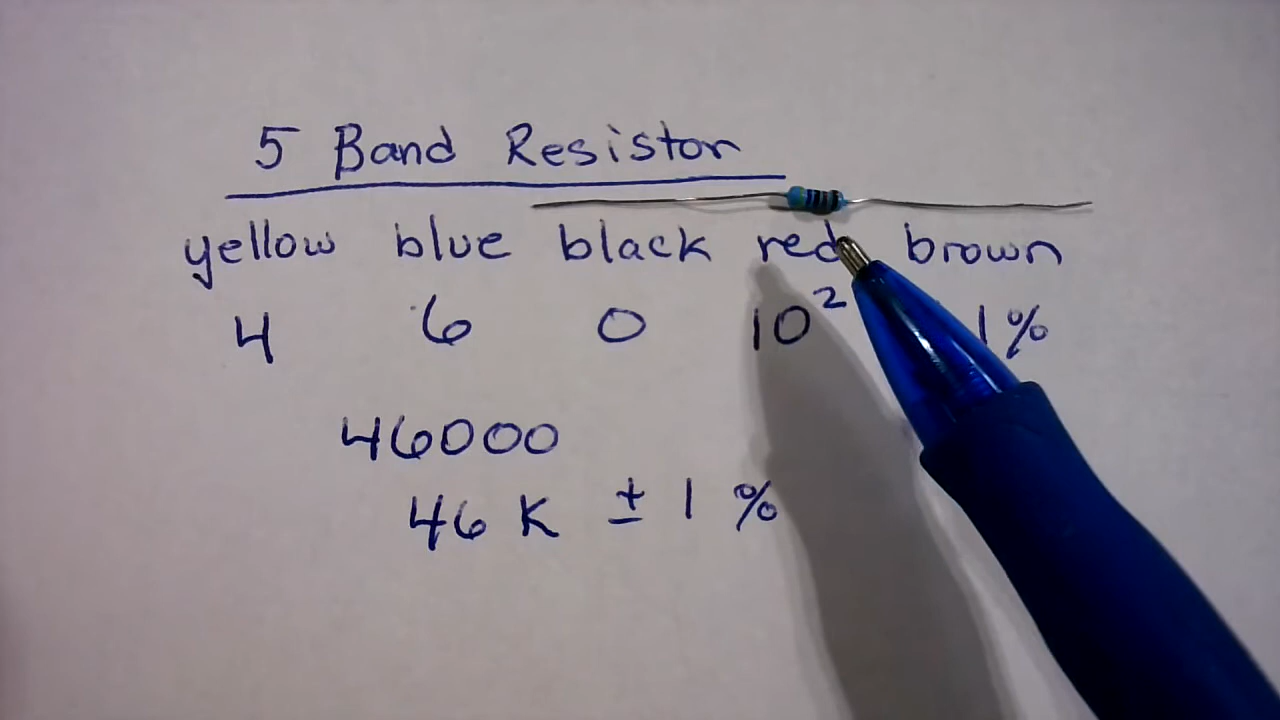 5 Band Resistor
yellow blue black red brown
4 6 0 10² 1%
46000
46 K ± 1 %